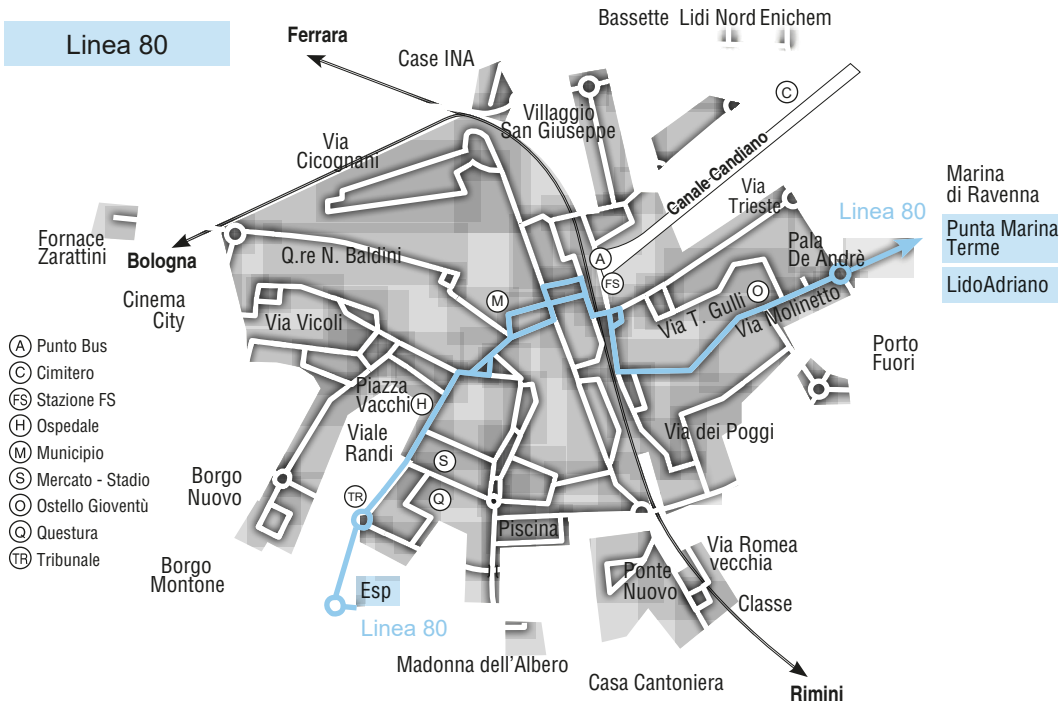 Linea 80
Ferrara
Bassette Lidi Nord Enichem
Case INA
C
Villaggio
San Giuseppe
Via
Cicognani
Canale Candiano
Via
Trieste
Marina
di Ravenna
Linea 80
Punta Marina
Terme
LidoAdriano
Fornace
Zarattini
Bologna
Q.re N. Baldini
Pala
De Andrè
A
FS
M
O
Cinema
City
Via Vicoli
Via T. Gulli
Via Molinetto
Porto
Fuori
A Punto Bus
C Cimitero
FS Stazione FS
H Ospedale
M Municipio
S Mercato - Stadio
O Ostello Gioventù
Q Questura
TR Tribunale
Piazza
Vacchi
H
Viale
Randi
Via dei Poggi
S
Q
TR
Borgo
Nuovo
Piscina
Borgo
Montone
Via Romea
vecchia
Ponte
Nuovo
Classe
Esp
Linea 80
Madonna dell'Albero
Casa Cantoniera
Rimini